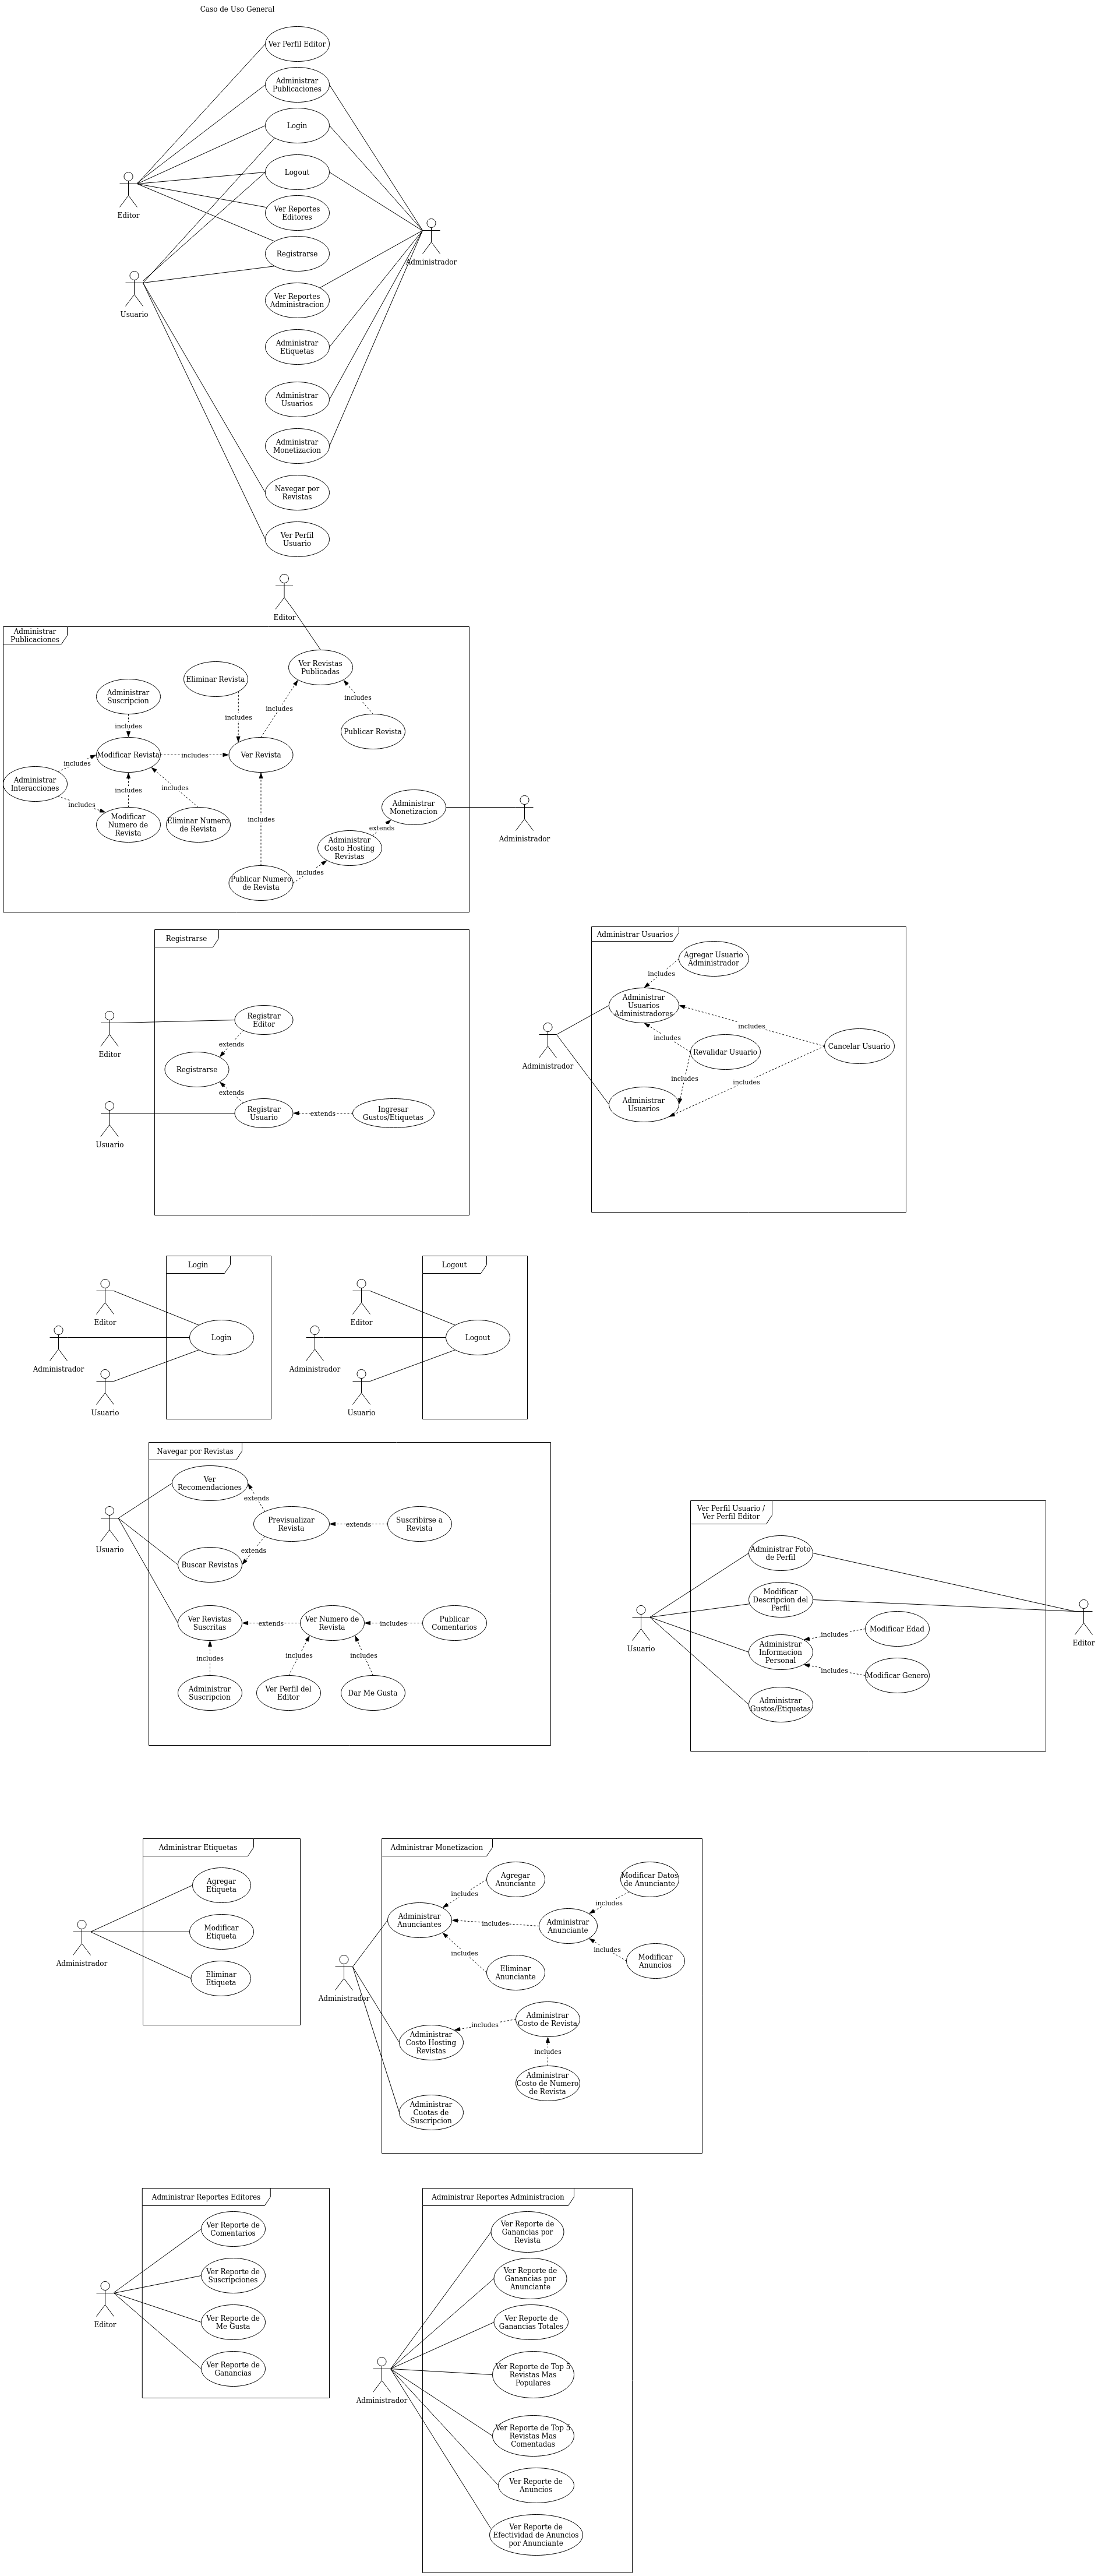 Caso de Uso General
Ver Perfil Editor
Administrar
Publicaciones
Login
Logout
Editor
Ver Reportes
Editores
Registrarse
Administrador
Usuario
Ver Reportes
Administracion
Administrar
Etiquetas
Administrar
Usuarios
Administrar
Monetizacion
Navegar por
Revistas
Ver Perfil
Usuario
Editor
Administrar
Publicaciones
Ver Revistas
Publicadas
Eliminar Revista
Administrar
Suscripcion
includes
includes
includes
includes
Publicar Revista
Modificar Revista
includes
Ver Revista
includes
Administrar
Interacciones
includes
includes
includes
Modificar
Numero de
Revista
Eliminar Numero
de Revista
includes
Administrar
Monetizacion
Administrador
extends
Administrar
Costo Hosting
Revistas
includes
Publicar Numero
de Revista
Registrarse
Registrar
Editor
Editor
extends
Registrarse
extends
Registrar
Usuario
extends
Ingresar
Gustos/Etiquetas
Usuario
Administrar Usuarios
Agregar Usuario
Administrador
includes
Administrar
Usuarios
Administradores
includes
includes
Cancelar Usuario
Revalidar Usuario
Administrador
includes
includes
Administrar
Usuarios
Login
Editor
Login
Administrador
Usuario
Logout
Editor
Logout
Administrador
Usuario
Navegar por Revistas
Ver
Recomendaciones
extends
Previsualizar
Revista
extends
Suscribirse a
Revista
Usuario
extends
Buscar Revistas
Ver Revistas
Suscritas
extends
Ver Numero de
Revista
includes
Publicar
Comentarios
includes
includes
includes
Administrar
Suscripcion
Ver Perfil del
Editor
Dar Me Gusta
Ver Perfil Usuario /
Ver Perfil Editor
Administrar Foto
de Perfil
Modificar
Descripcion del
Perfil
Usuario
Editor
Administrar
Informacion
Personal
includes
Modificar Edad
includes
Modificar Genero
Administrar
Gustos/Etiquetas
Administrar Etiquetas
Agregar
Etiqueta
Modificar
Etiqueta
Administrador
Eliminar
Etiqueta
Administrar Monetizacion
Agregar
Anunciante
Modificar Datos
de Anunciante
includes
includes
Administrar
Anunciantes
includes
Administrar
Anunciante
includes
includes
Modificar
Anuncios
Eliminar
Anunciante
Administrador
Administrar
Costo Hosting
Revistas
includes
Administrar
Costo de Revista
includes
Administrar
Costo de Numero
de Revista
Administrar
Cuotas de
Suscripcion
Administrar Reportes Editores
Ver Reporte de
Comentarios
Ver Reporte de
Suscripciones
Editor
Ver Reporte de
Me Gusta
Ver Reporte de
Ganancias
Administrar Reportes Administracion
Ver Reporte de
Ganancias por
Revista
Ver Reporte de
Ganancias por
Anunciante
Ver Reporte de
Ganancias Totales
Ver Reporte de Top 5
Revistas Mas
Populares
Administrador
Ver Reporte de Top 5
Revistas Mas
Comentadas
Ver Reporte de
Anuncios
Ver Reporte de
Efectividad de Anuncios
por Anunciante